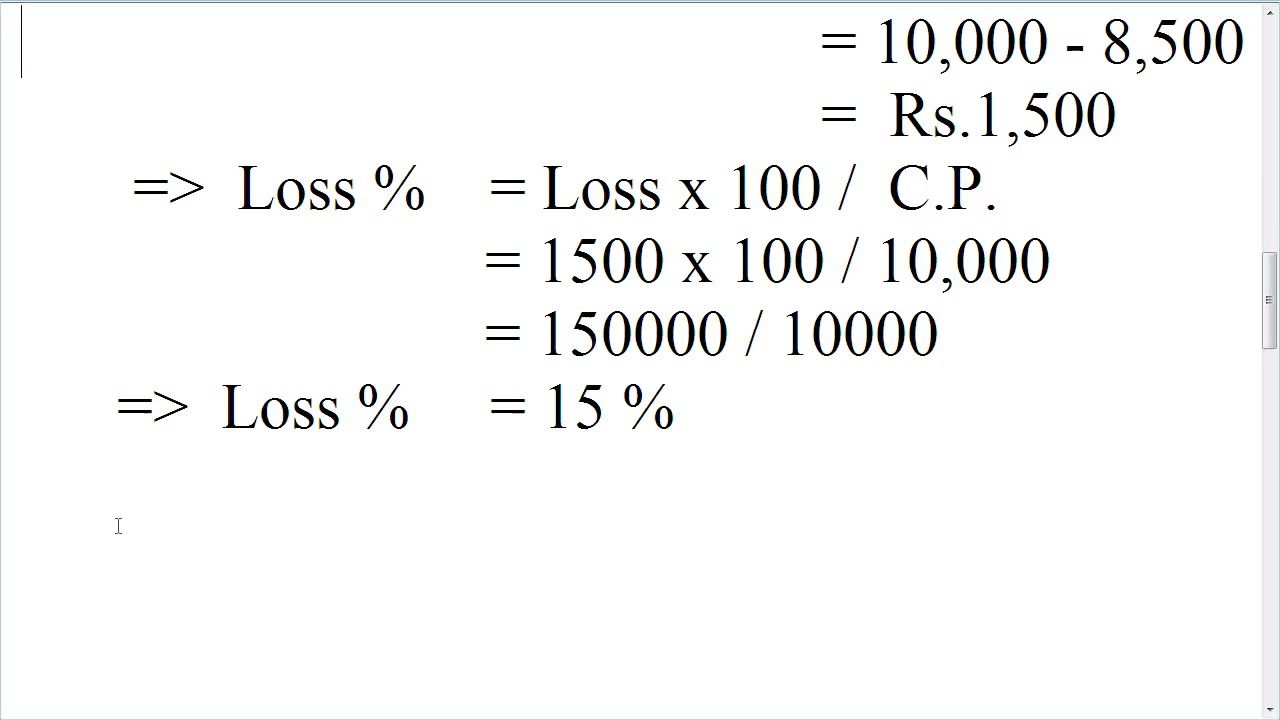 = 10,000 - 8,500
= Rs.1,500
=> Loss % = Loss x 100 / C.P.
= 1500 x 100 / 10,000
= 150000 / 10000
=> Loss % = 15 %